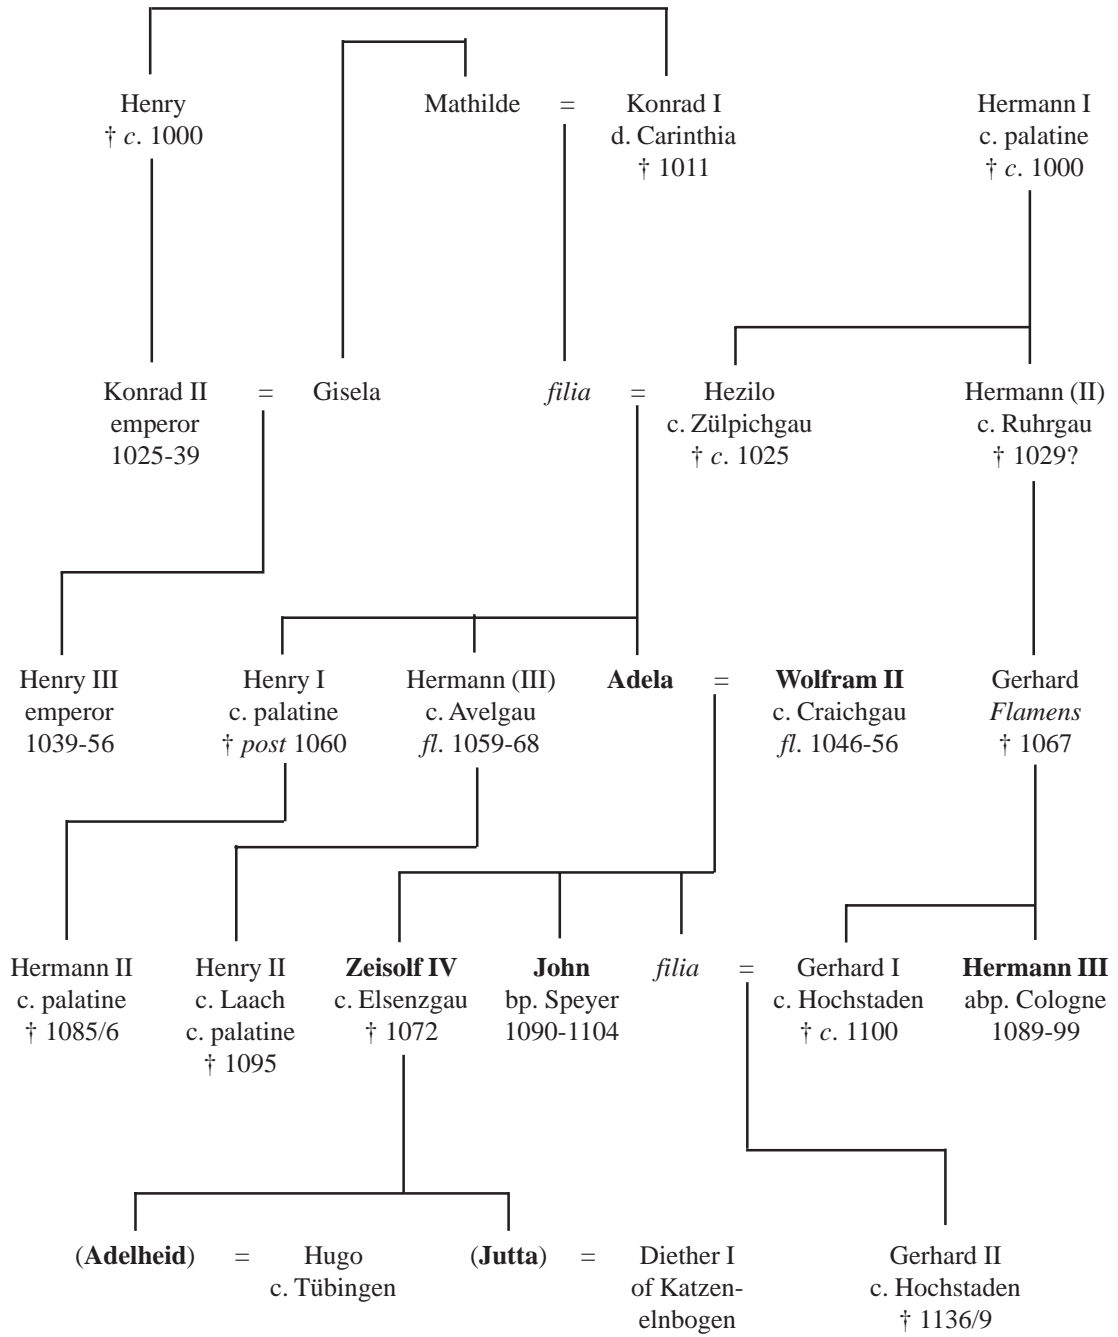 Henry
† c. 1000
Mathilde
=
Konrad I
d. Carinthia
† 1011
Hermann I
c. palatine
† c. 1000
Konrad II
emperor
1025-39
=
Gisela
filia
=
Hezilo
c. Zülpichgau
† c. 1025
Hermann (II)
c. Ruhrgau
† 1029?
Henry III
emperor
1039-56
Henry I
c. palatine
† post 1060
Hermann (III)
c. Avelgau
fl. 1059-68
Adela
=
Wolfram II
c. Craichgau
fl. 1046-56
Gerhard
Flamens
† 1067
Hermann II
c. palatine
† 1085/6
Henry II
c. Laach
c. palatine
† 1095
Zeisolf IV
c. Elsenzgau
† 1072
John
bp. Speyer
1090-1104
filia
=
Gerhard I
c. Hochstaden
† c. 1100
Hermann III
abp. Cologne
1089-99
(Adelheid)
=
Hugo
c. Tübingen
(Jutta)
=
Diether I
of Katzen-
elnbogen
Gerhard II
c. Hochstaden
† 1136/9